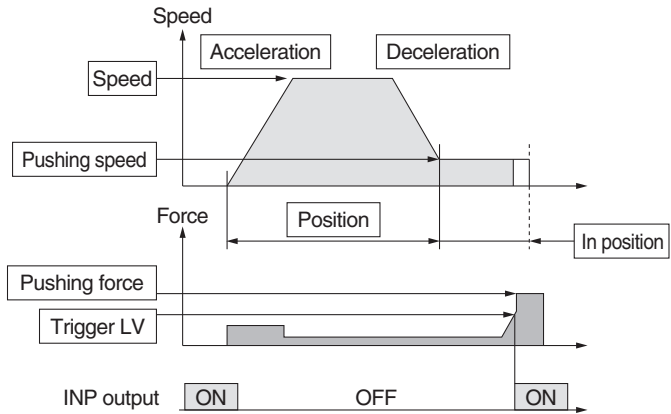 Speed
Acceleration
Deceleration
Speed
Pushing speed
Force
Position
In position
Pushing force
Trigger LV
INP output
ON
OFF
ON